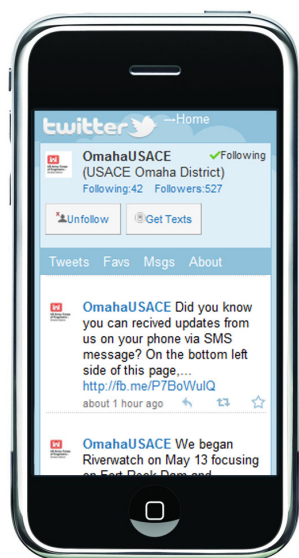 twitter →Home
OmahaUSACE ✓Following
(USACE Omaha District)
Following:42 Followers:527
Unfollow Get Texts
Tweets Favs Msgs About
OmahaUSACE Did you know
you can recived updates from
us on your phone via SMS
message? On the bottom left
side of this page,...
http://fb.me/P7BoWulQ
about 1 hour ago
OmahaUSACE We began
Riverwatch on May 13 focusing
on Fort Peck Dam and